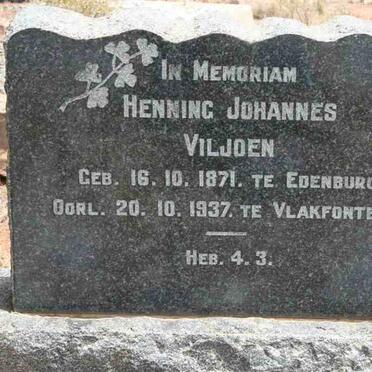 In Memoriam
Henning Johannes
Viljoen
Geb. 16. 10. 1871. te Edenburg
Oorl. 20. 10. 1937. te Vlakfonte
Heb. 4. 3.